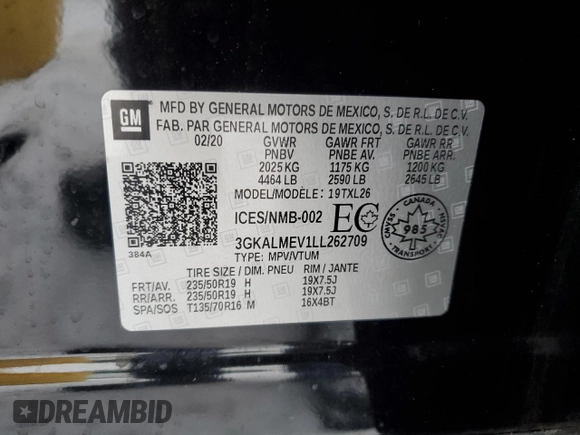 GM
MFD BY GENERAL MOTORS DE MEXICO, S. DE R.L. DE C.V.
FAB. PAR GENERAL MOTORS DE MEXICO, S. DE R.L. DE C.V.
02/20 GVWR GAWR FRT GAWR RR
PNBV PNBE AV. PNBE ARR.
2025 KG 1175 KG 1200 KG
4464 LB 2590 LB 2645 LB
MODEL/MODÈLE: 19TXL26
ICES/NMB-002 EC
CANADA
CMVSS 985 NSVAC
TRANSPORT
3GKALMEV1LL262709
384A
TYPE: MPV/VTUM
TIRE SIZE / DIM. PNEU RIM / JANTE
FRT/AV. 235/50R19 H 19X7.5J
RR/ARR. 235/50R19 H 19X7.5J
SPA/SOS T135/70R16 M 16X4BT
DREAMBID